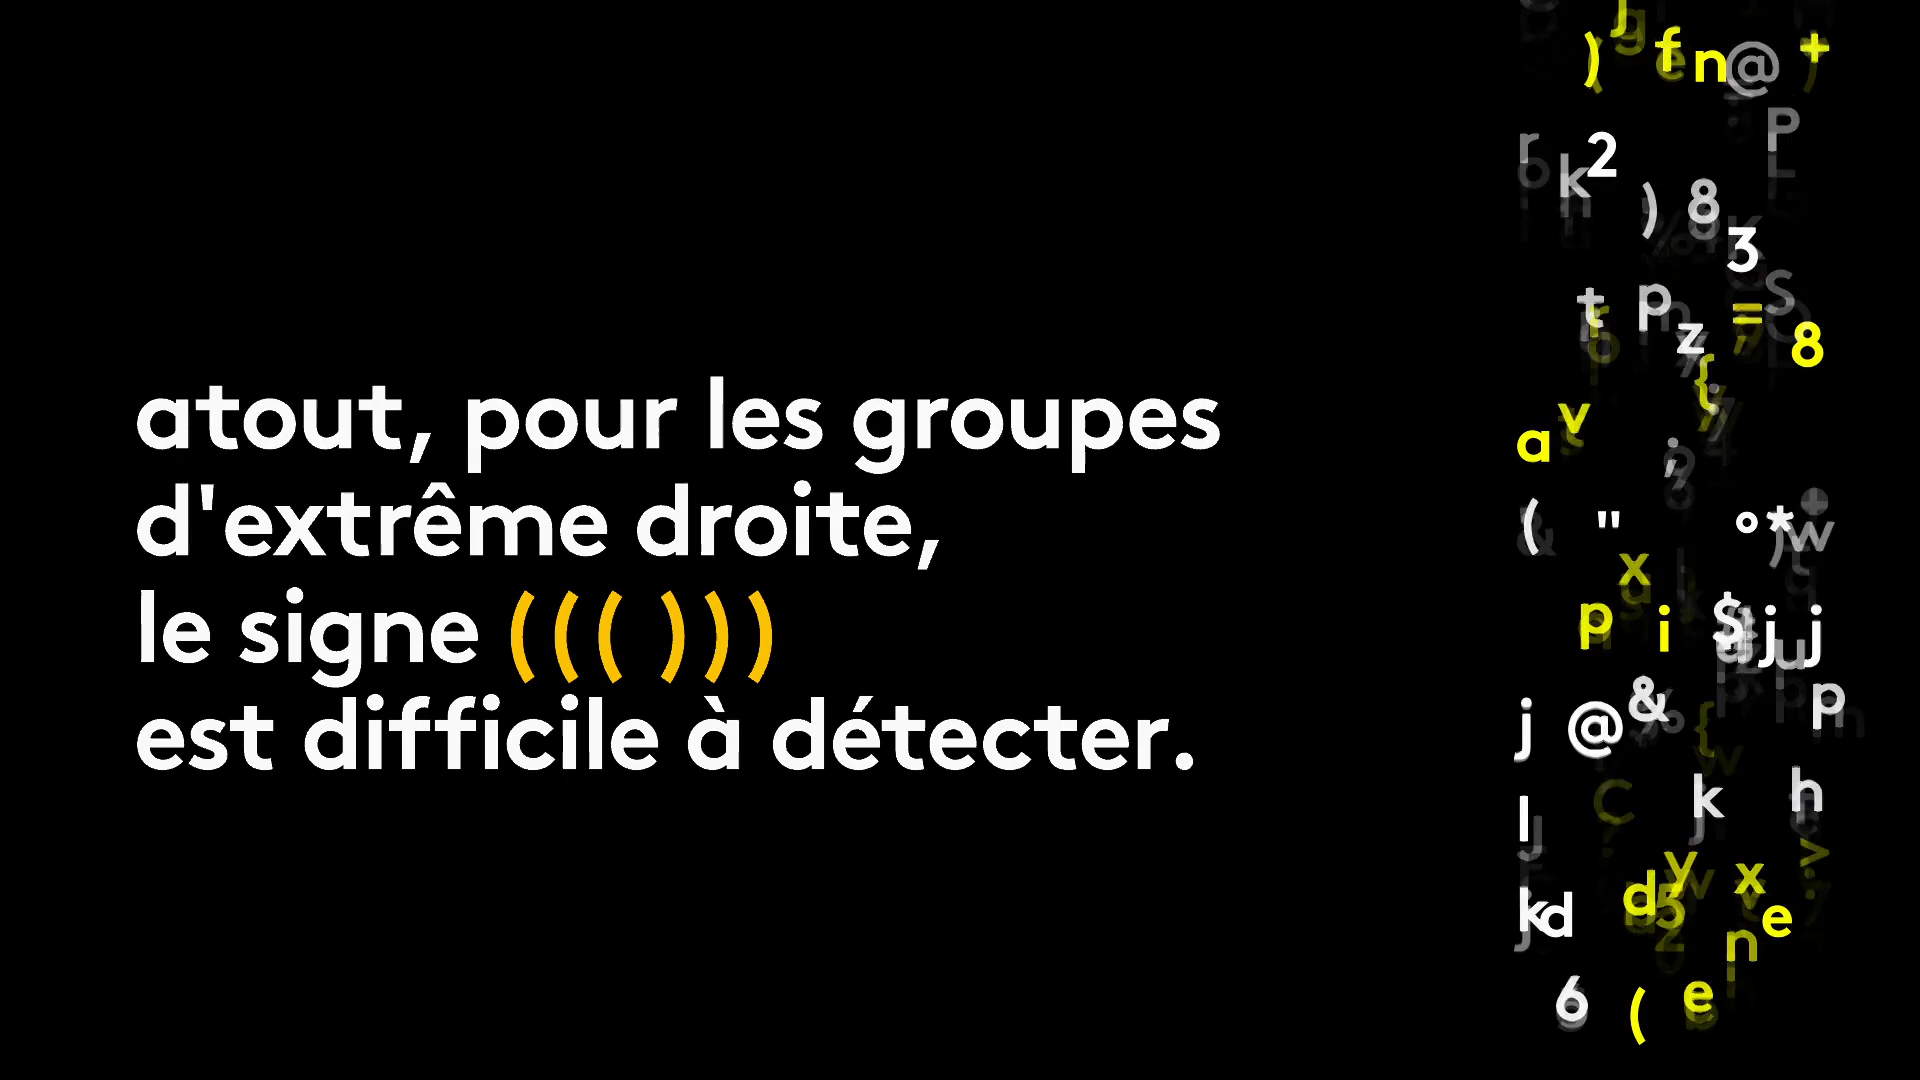 atout, pour les groupes
d'extrême droite,
le signe ((( )))
est difficile à détecter.